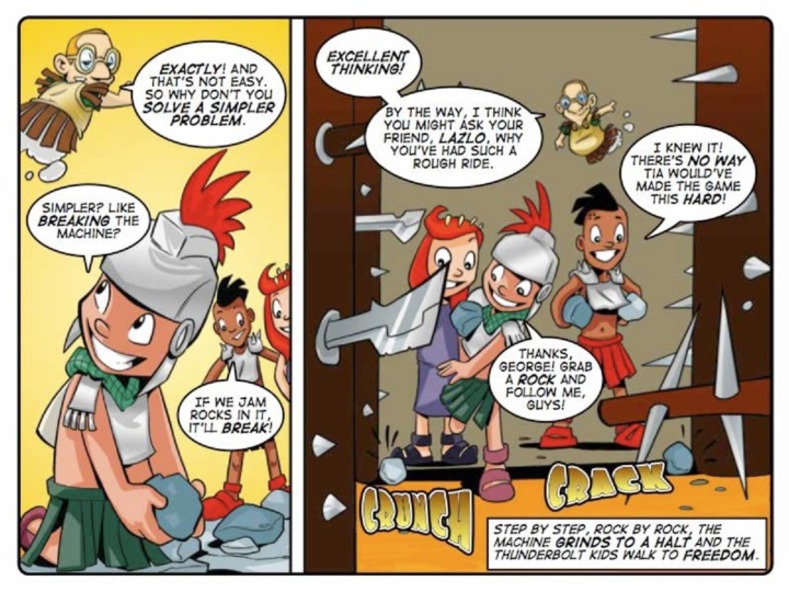 EXACTLY! AND
THAT'S NOT EASY.
SO WHY DON'T YOU
SOLVE A SIMPLER
PROBLEM.
SIMPLER? LIKE
BREAKING THE
MACHINE?
IF WE JAM
ROCKS IN IT,
IT'LL BREAK!
EXCELLENT
THINKING!
BY THE WAY, I THINK
YOU MIGHT ASK YOUR
FRIEND, LAZLO, WHY
YOU'VE HAD SUCH A
ROUGH RIDE.
I KNEW IT!
THERE'S NO WAY
TIA WOULD'VE
MADE THE GAME
THIS HARD!
THANKS,
GEORGE! GRAB
A ROCK AND
FOLLOW ME,
GUYS!
CRUNCH
CRACK
STEP BY STEP, ROCK BY ROCK, THE
MACHINE GRINDS TO A HALT AND THE
THUNDERBOLT KIDS WALK TO FREEDOM.